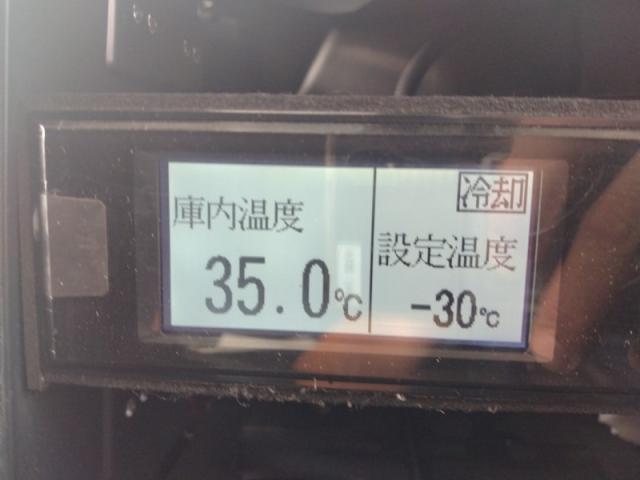 庫内温度
35.0℃
冷却
設定温度
-30℃